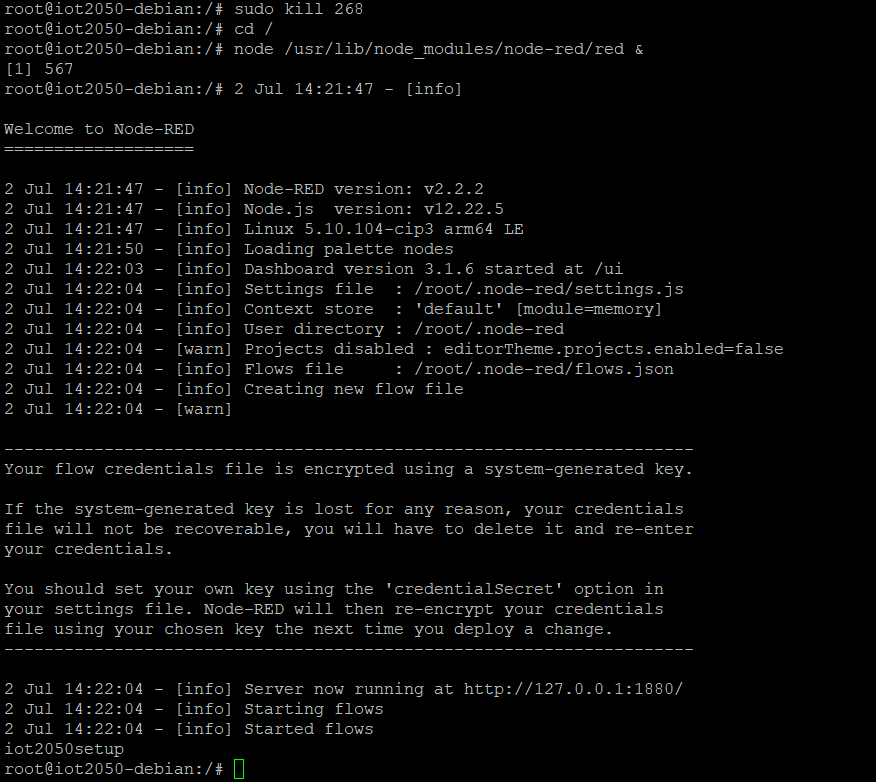 root@iot2050-debian:/# sudo kill 268
root@iot2050-debian:/# cd /
root@iot2050-debian:/# node /usr/lib/node_modules/node-red/red &
[1] 567
root@iot2050-debian:/# 2 Jul 14:21:47 - [info]

Welcome to Node-RED
===================

2 Jul 14:21:47 - [info] Node-RED version: v2.2.2
2 Jul 14:21:47 - [info] Node.js  version: v12.22.5
2 Jul 14:21:47 - [info] Linux 5.10.104-cip3 arm64 LE
2 Jul 14:21:50 - [info] Loading palette nodes
2 Jul 14:22:03 - [info] Dashboard version 3.1.6 started at /ui
2 Jul 14:22:04 - [info] Settings file  : /root/.node-red/settings.js
2 Jul 14:22:04 - [info] Context store  : 'default' [module=memory]
2 Jul 14:22:04 - [info] User directory : /root/.node-red
2 Jul 14:22:04 - [warn] Projects disabled : editorTheme.projects.enabled=false
2 Jul 14:22:04 - [info] Flows file     : /root/.node-red/flows.json
2 Jul 14:22:04 - [info] Creating new flow file
2 Jul 14:22:04 - [warn]

---------------------------------------------------------------------
Your flow credentials file is encrypted using a system-generated key.

If the system-generated key is lost for any reason, your credentials
file will not be recoverable, you will have to delete it and re-enter
your credentials.

You should set your own key using the 'credentialSecret' option in
your settings file. Node-RED will then re-encrypt your credentials
file using your chosen key the next time you deploy a change.
---------------------------------------------------------------------

2 Jul 14:22:04 - [info] Server now running at http://127.0.0.1:1880/
2 Jul 14:22:04 - [info] Starting flows
2 Jul 14:22:04 - [info] Started flows
iot2050setup
root@iot2050-debian:/#